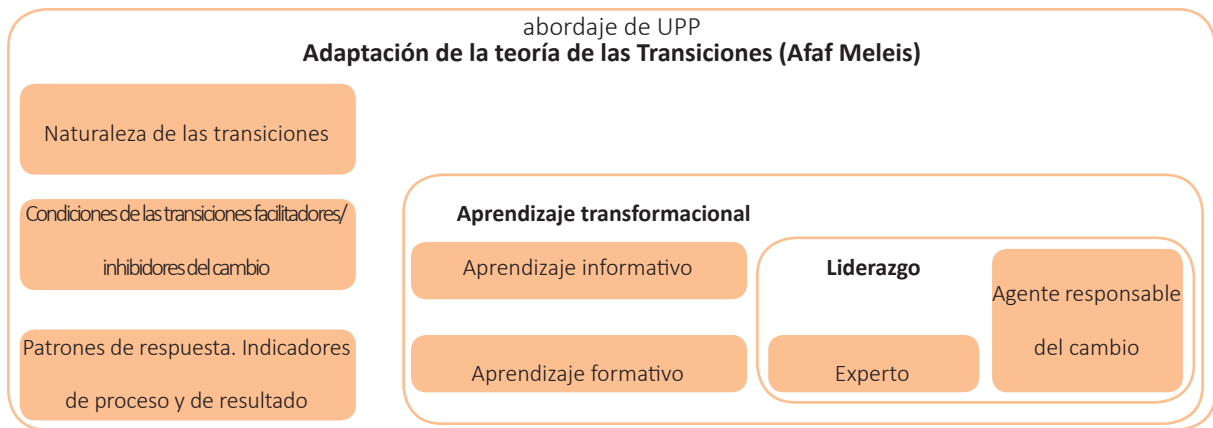 abordaje de UPP
Adaptación de la teoría de las Transiciones (Afaf Meleis)
Naturaleza de las transiciones
Condiciones de las transiciones facilitadores/
inhibidores del cambio
Patrones de respuesta. Indicadores
de proceso y de resultado
Aprendizaje transformacional
Aprendizaje informativo
Aprendizaje formativo
Liderazgo
Experto
Agente responsable
del cambio